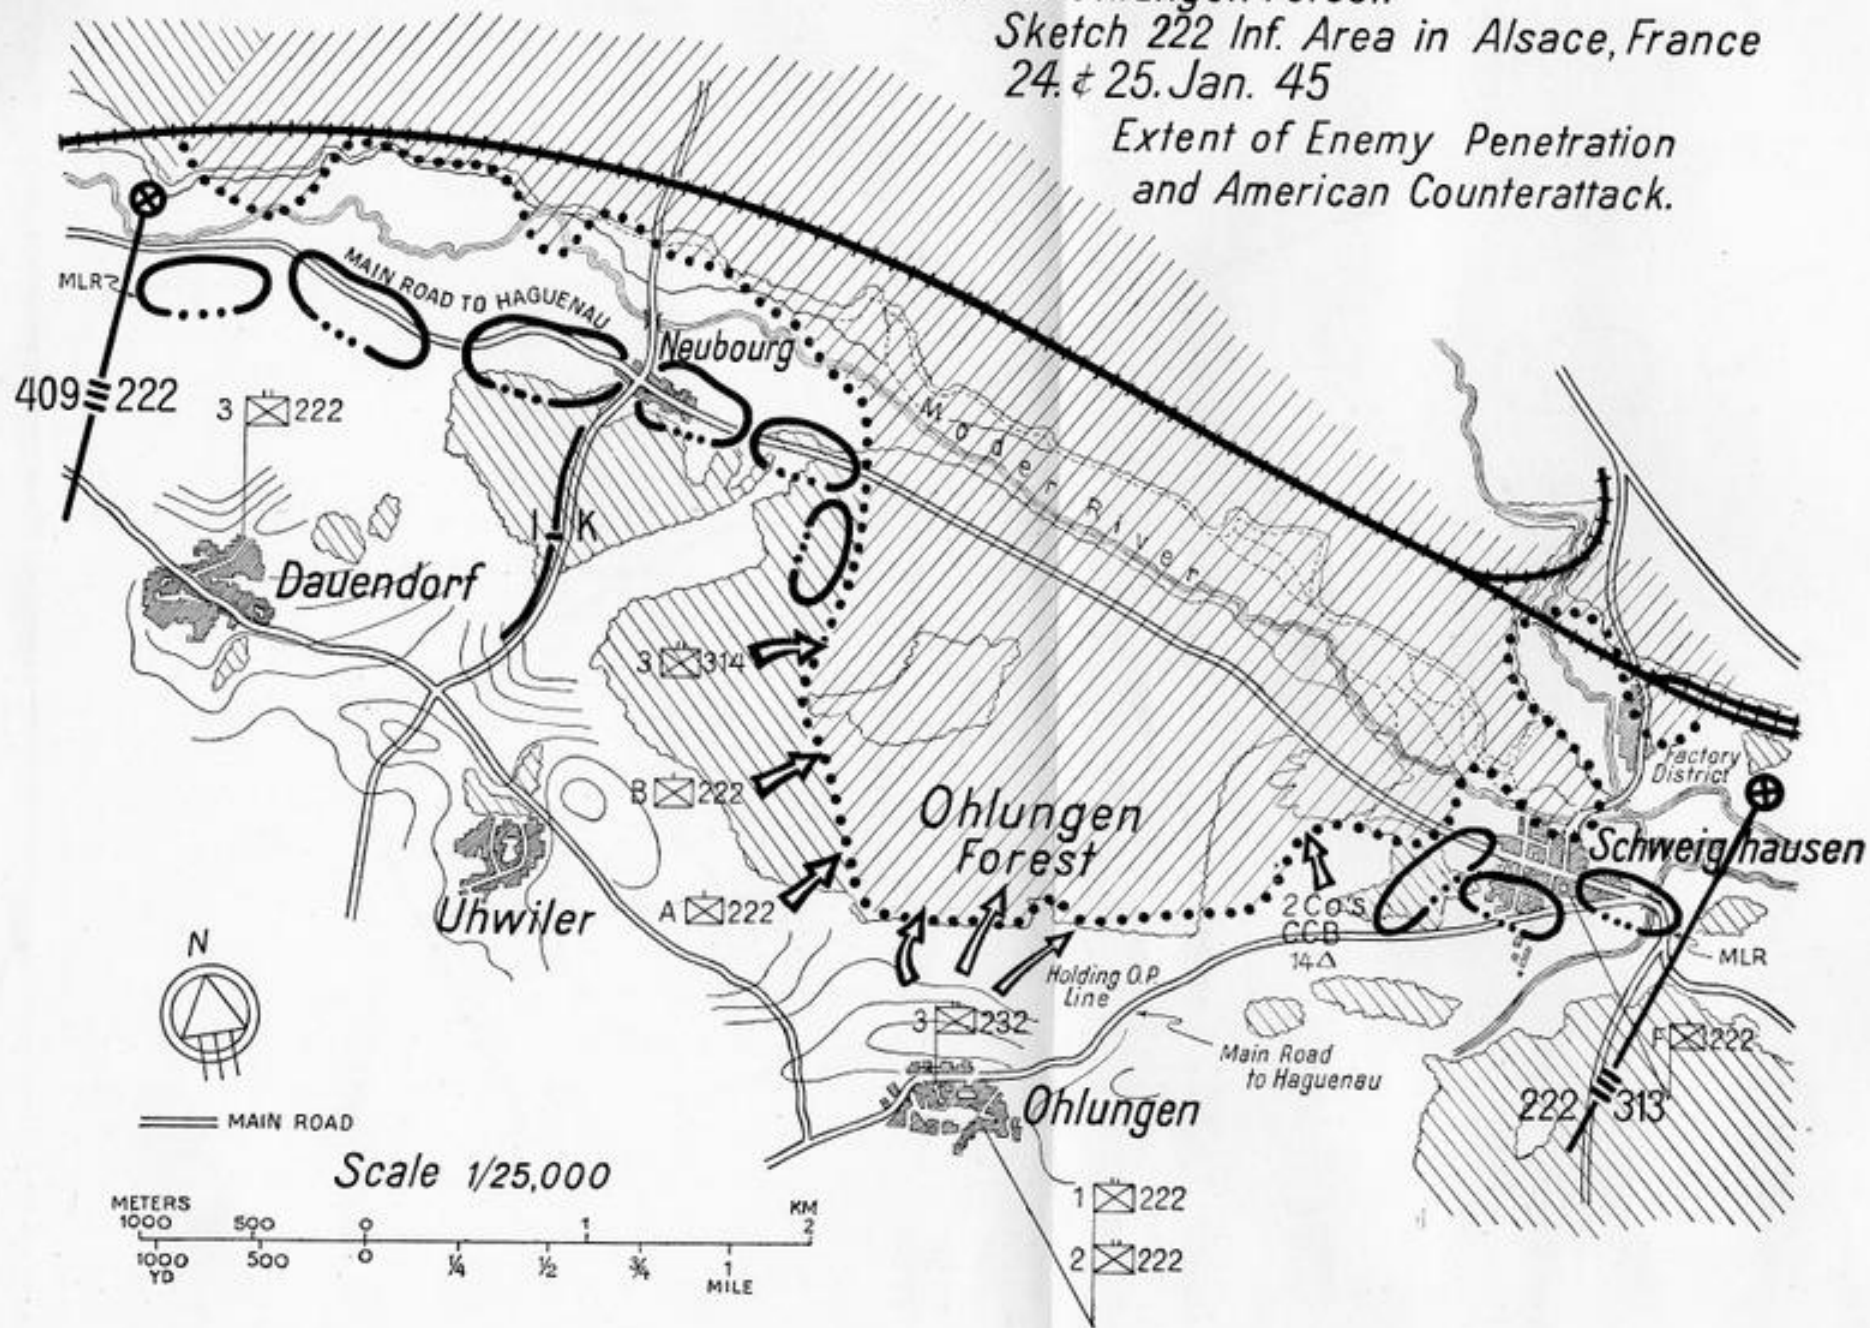 Sketch 222 Inf. Area in Alsace, France
24. ¢ 25. Jan. 45
Extent of Enemy Penetration
and American Counterattack.
MLR
MAIN ROAD TO HAGUENAU
Neubourg
409 222
3 222
Moder River
I K
Dauendorf
3 314
B 222
Factory
District
Ohlungen
Forest
Schweighausen
A 222
Uhwiler
2 Co's
CCB
14 △
MLR
N
Holding O.P.
Line
3 232
Main Road
to Haguenau
F 222
222 313
Ohlungen
MAIN ROAD
Scale 1/25,000
METERS
1000 500 0 1 KM 2
1000 YD 500 0 1/4 1/2 3/4 1 MILE
1 222
2 222